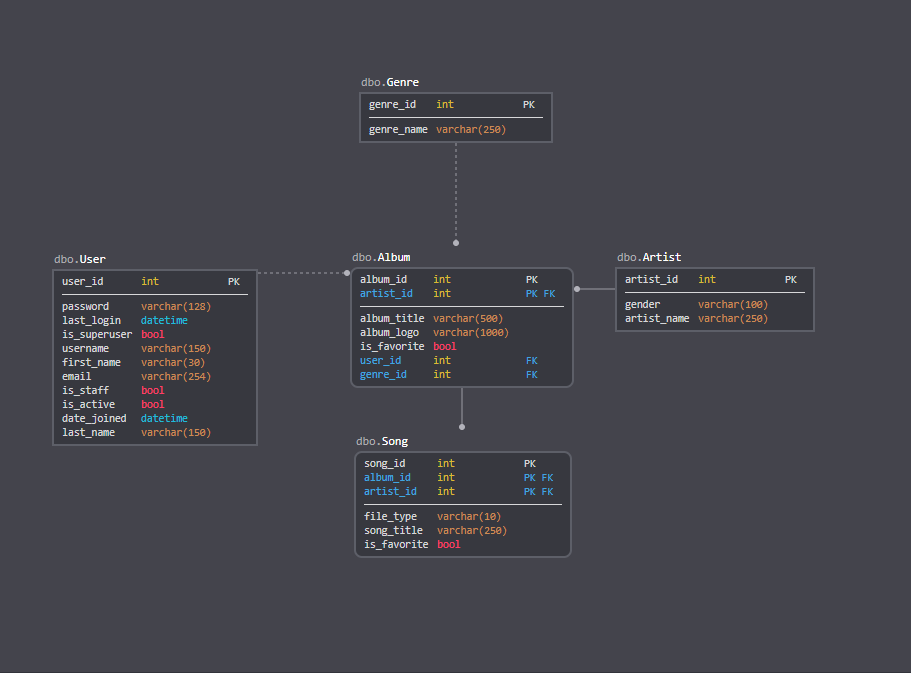 dbo.Genre
genre_id int PK
genre_name varchar(250)
dbo.User
user_id int PK
password varchar(128)
last_login datetime
is_superuser bool
username varchar(150)
first_name varchar(30)
email varchar(254)
is_staff bool
is_active bool
date_joined datetime
last_name varchar(150)
dbo.Album
album_id int PK
artist_id int PK FK
album_title varchar(500)
album_logo varchar(1000)
is_favorite bool
user_id int FK
genre_id int FK
dbo.Artist
artist_id int PK
gender varchar(100)
artist_name varchar(250)
dbo.Song
song_id int PK
album_id int PK FK
artist_id int PK FK
file_type varchar(10)
song_title varchar(250)
is_favorite bool